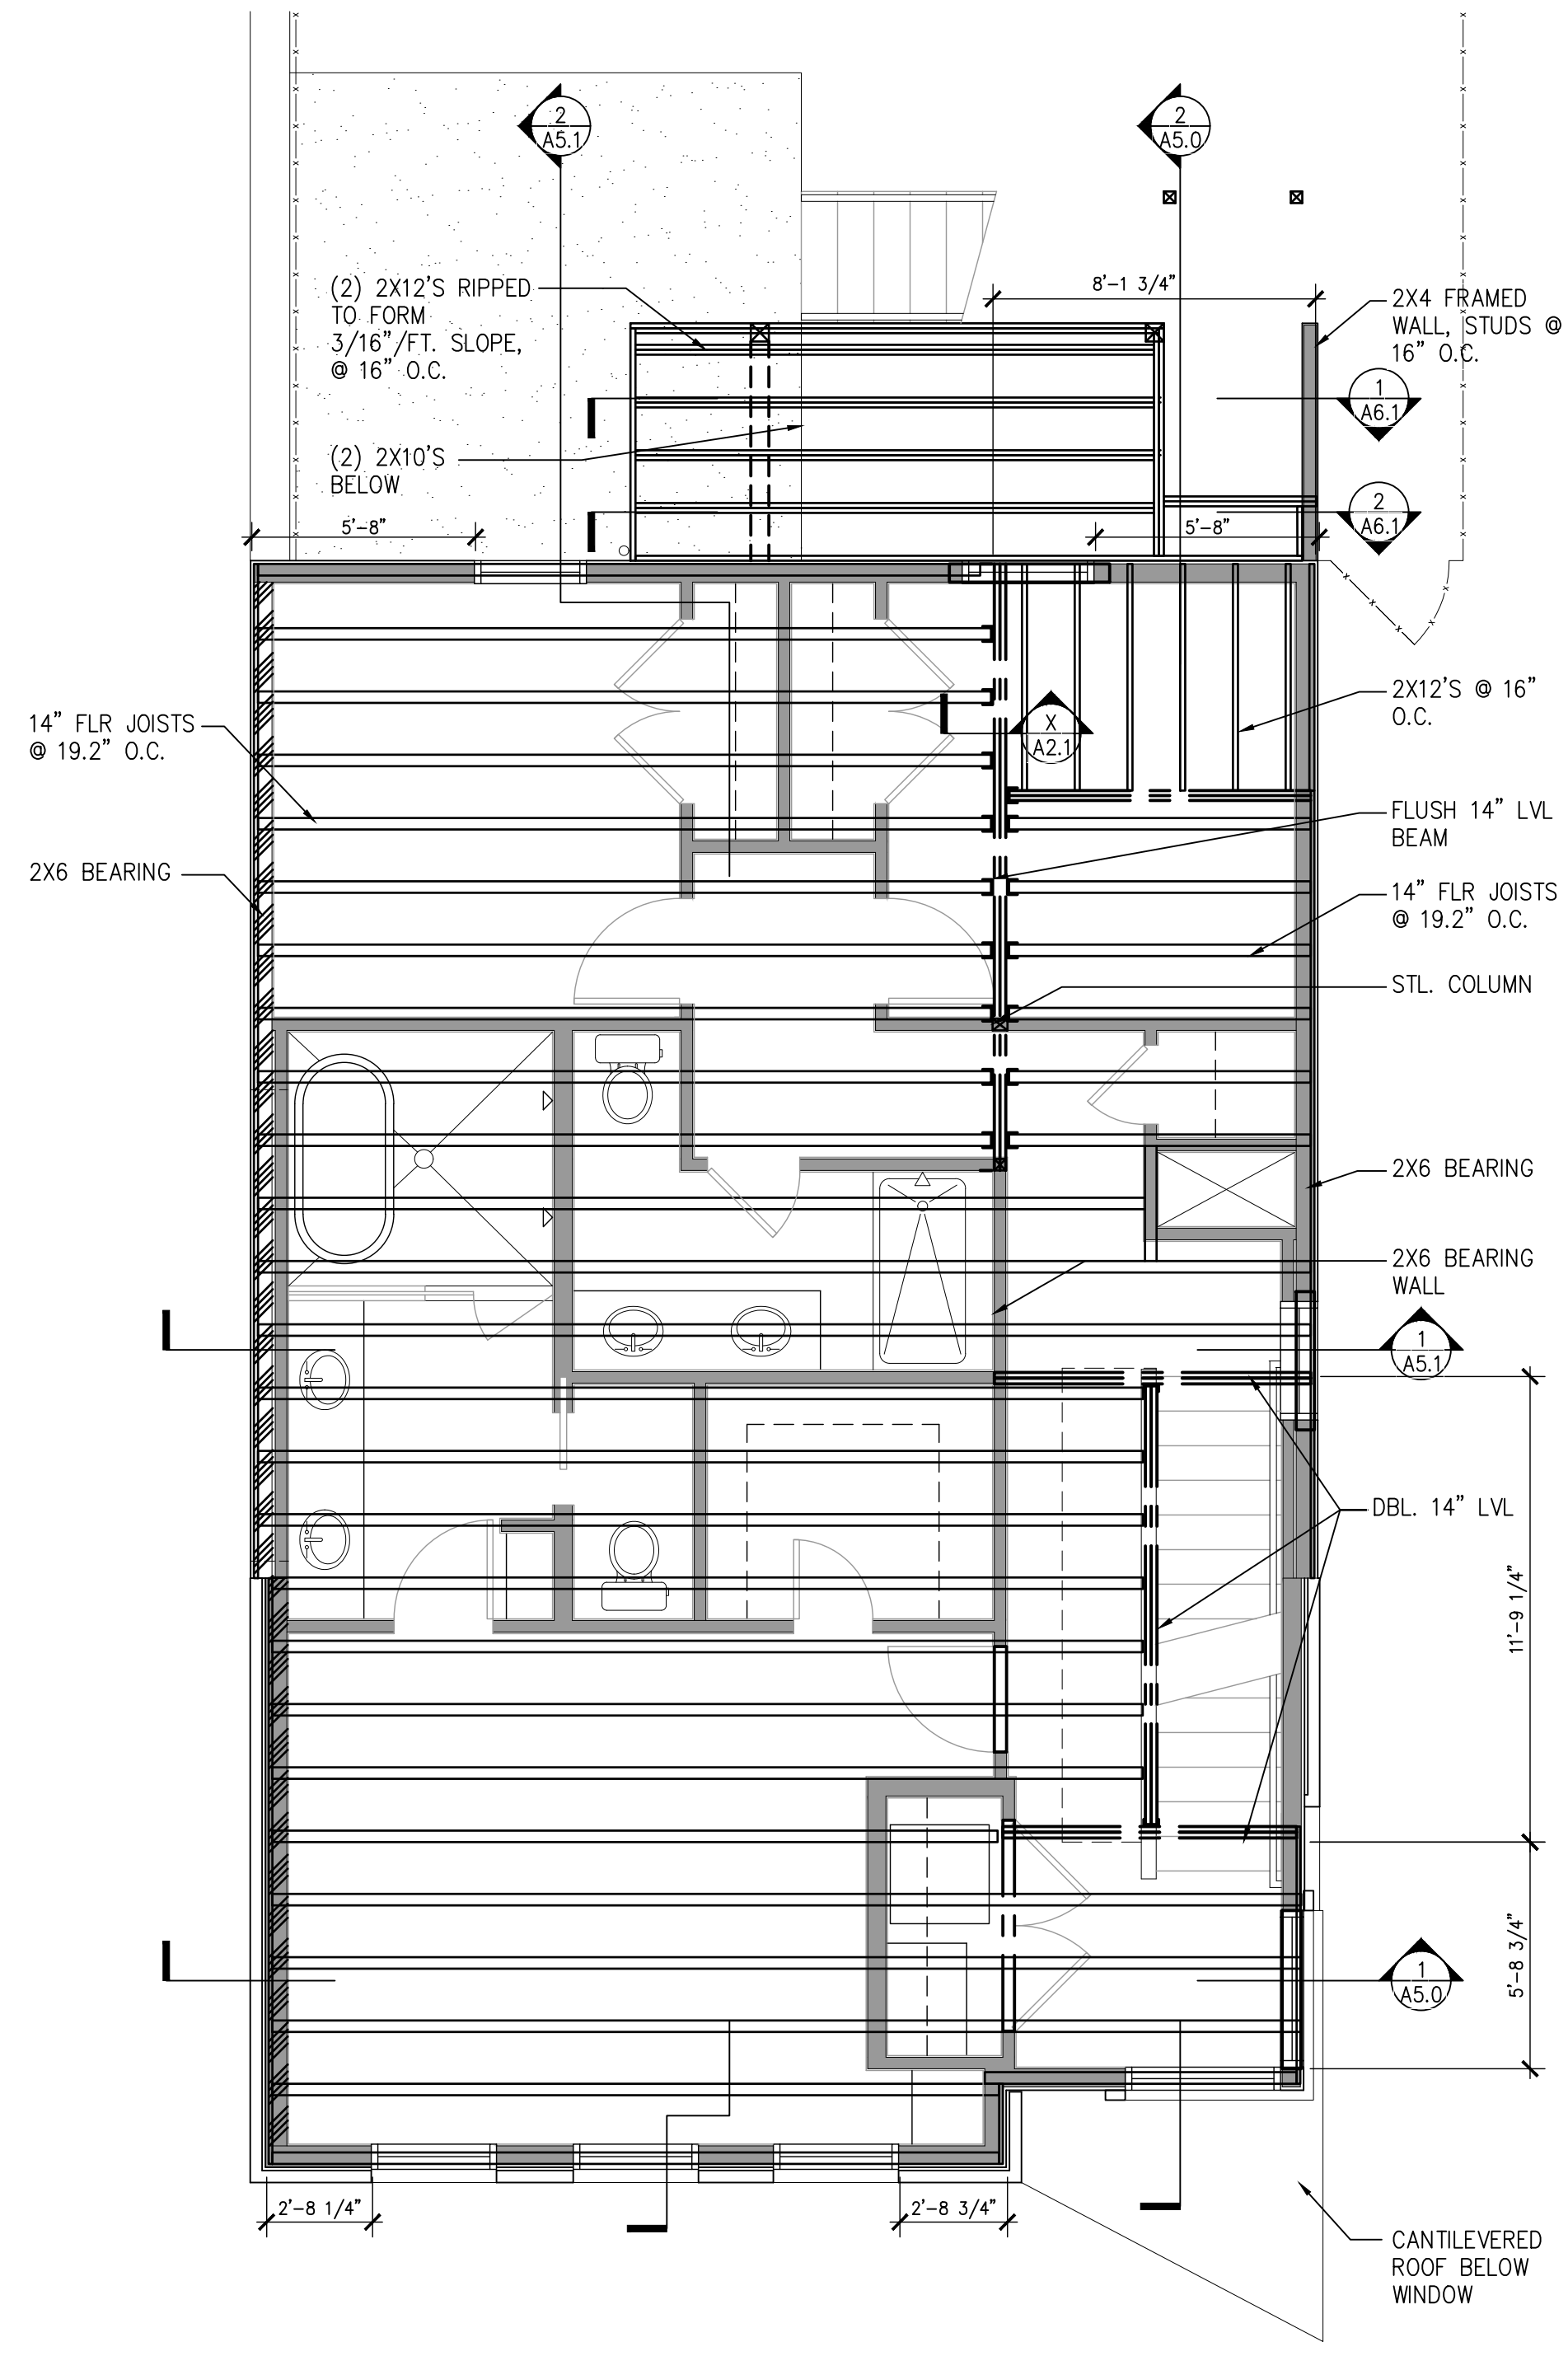 2
A5.1
2
A5.0
(2) 2X12'S RIPPED
TO FORM
3/16"/FT. SLOPE,
@ 16" O.C.
8'-1 3/4"
2X4 FRAMED
WALL, STUDS @
16" O.C.
1
A6.1
(2) 2X10'S
BELOW
2
A6.1
5'-8"
5'-8"
14" FLR JOISTS
@ 19.2" O.C.
X
A2.1
2X12'S @ 16"
O.C.
FLUSH 14" LVL
BEAM
2X6 BEARING
14" FLR JOISTS
@ 19.2" O.C.
STL. COLUMN
2X6 BEARING
2X6 BEARING
WALL
1
A5.1
DBL. 14" LVL
11'-9 1/4"
5'-8 3/4"
1
A5.0
2'-8 1/4"
2'-8 3/4"
CANTILEVERED
ROOF BELOW
WINDOW